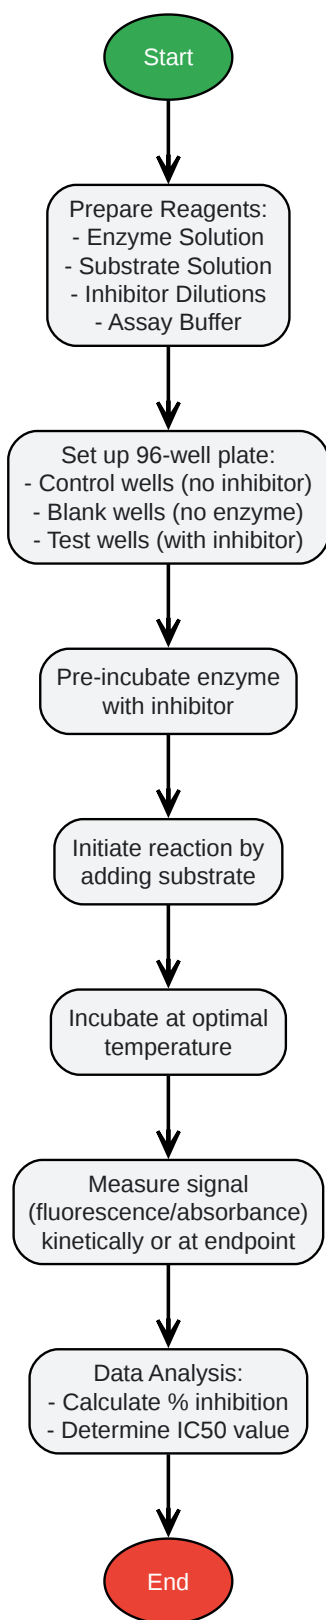 Start
Prepare Reagents:
- Enzyme Solution
- Substrate Solution
- Inhibitor Dilutions
- Assay Buffer
Set up 96-well plate:
- Control wells (no inhibitor)
- Blank wells (no enzyme)
- Test wells (with inhibitor)
Pre-incubate enzyme
with inhibitor
Initiate reaction by
adding substrate
Incubate at optimal
temperature
Measure signal
(fluorescence/absorbance)
kinetically or at endpoint
Data Analysis:
- Calculate % inhibition
- Determine IC50 value
End